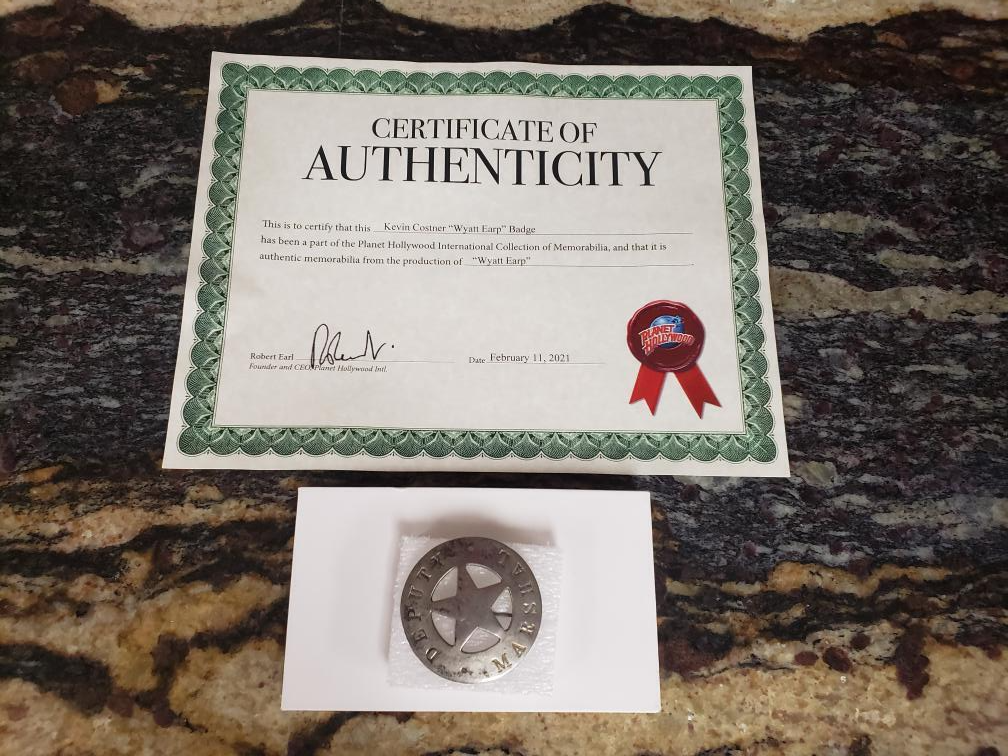 CERTIFICATE OF
AUTHENTICITY
This is to certify that this Kevin Costner "Wyatt Earp" Badge
has been a part of the Planet Hollywood International Collection of Memorabilia, and that it is
authentic memorabilia from the production of "Wyatt Earp"
Robert Earl
Founder and CEO, Planet Hollywood Intl.
Date February 11, 2021
PLANET
HOLLYWOOD
DEPUTY
MARSHAL